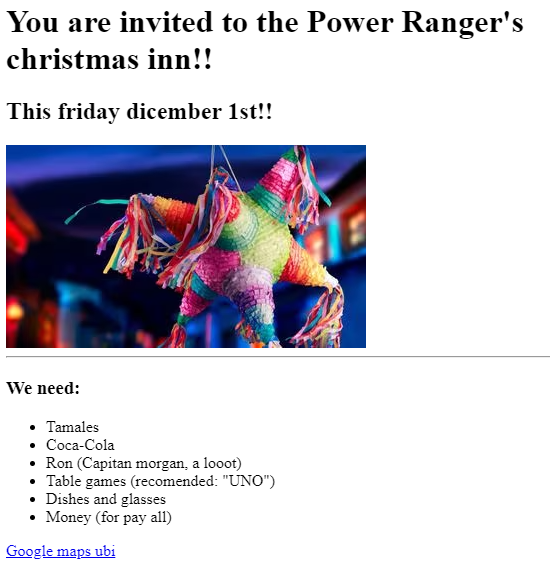 You are invited to the Power Ranger's
christmas inn!!
This friday dicember 1st!!
We need:
Tamales
Coca-Cola
Ron (Capitan morgan, a looot)
Table games (recomended: "UNO")
Dishes and glasses
Money (for pay all)
Google maps ubi